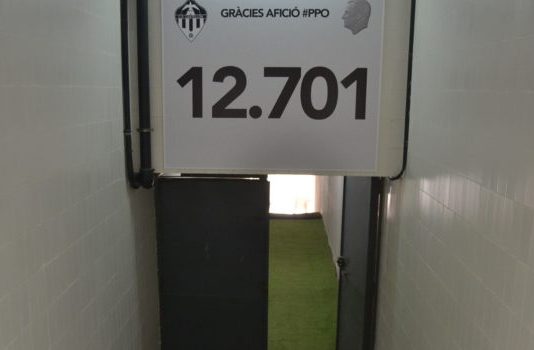 GRÀCIES AFICIÓ #PPO
12.701